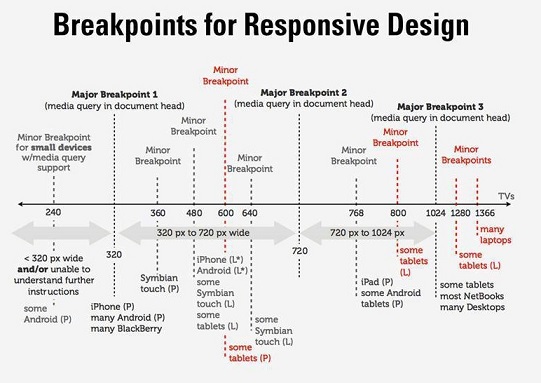 Breakpoints for Responsive Design
Minor
Breakpoint
Major Breakpoint 1
(media query in document head)
Major Breakpoint 2
(media query in document head)
Major Breakpoint 3
(media query in document head)
Minor Breakpoint
for small devices
w/media query
support
Minor
Breakpoint
Minor
Breakpoint
Minor
Breakpoint
Minor
Breakpoint
Minor
Breakpoint
Minor
Breakpoints
TVs
240
360
480
600
640
768
800
1024
1280
1366
320 px to 720 px wide
720 px to 1024 px
320
720
< 320 px wide
and/or unable to
understand further
instructions
some
Android (P)
iPhone (P)
many Android (P)
many BlackBerry
Symbian
touch (P)
iPhone (L*)
Android (L*)
some
Symbian
touch (L)
some
tablets (L)
some
tablets (P)
some
Symbian
touch (L)
iPad (P)
some Android
tablets (P)
some
tablets
(L)
some tablets
most NetBooks
many Desktops
some
tablets (L)
many
laptops